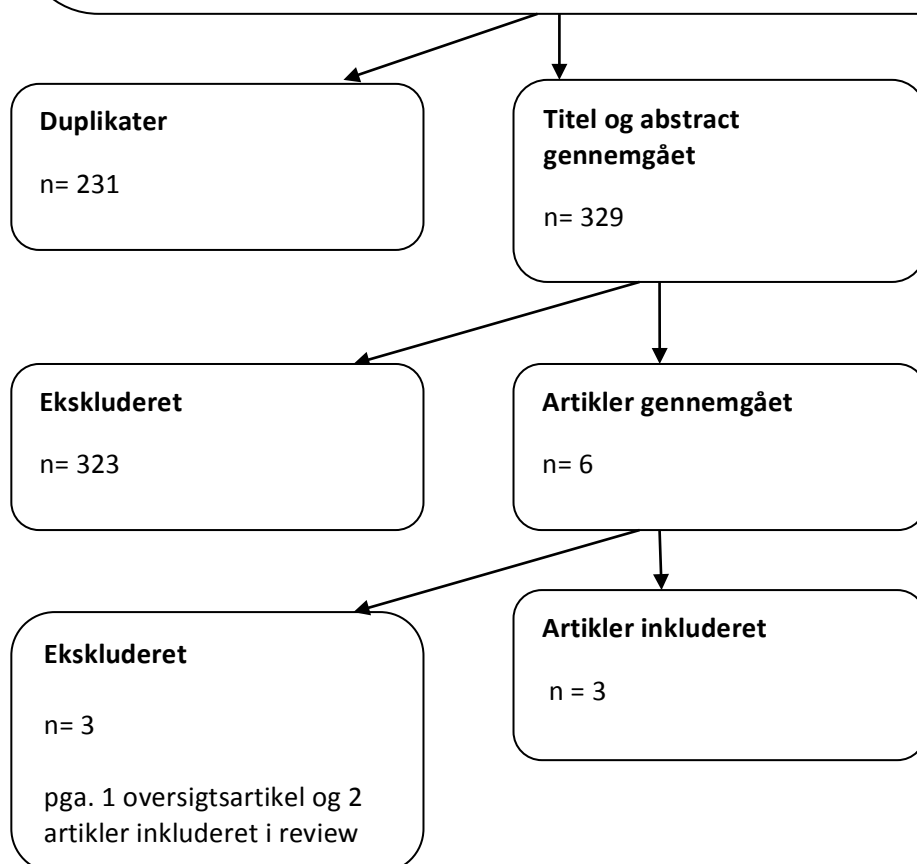 Duplikater
n= 231
Titel og abstract
gennemgået
n= 329
Ekskluderet
n= 323
Artikler gennemgået
n= 6
Ekskluderet
n= 3
pga. 1 oversigtsartikel og 2
artikler inkluderet i review
Artikler inkluderet
n = 3